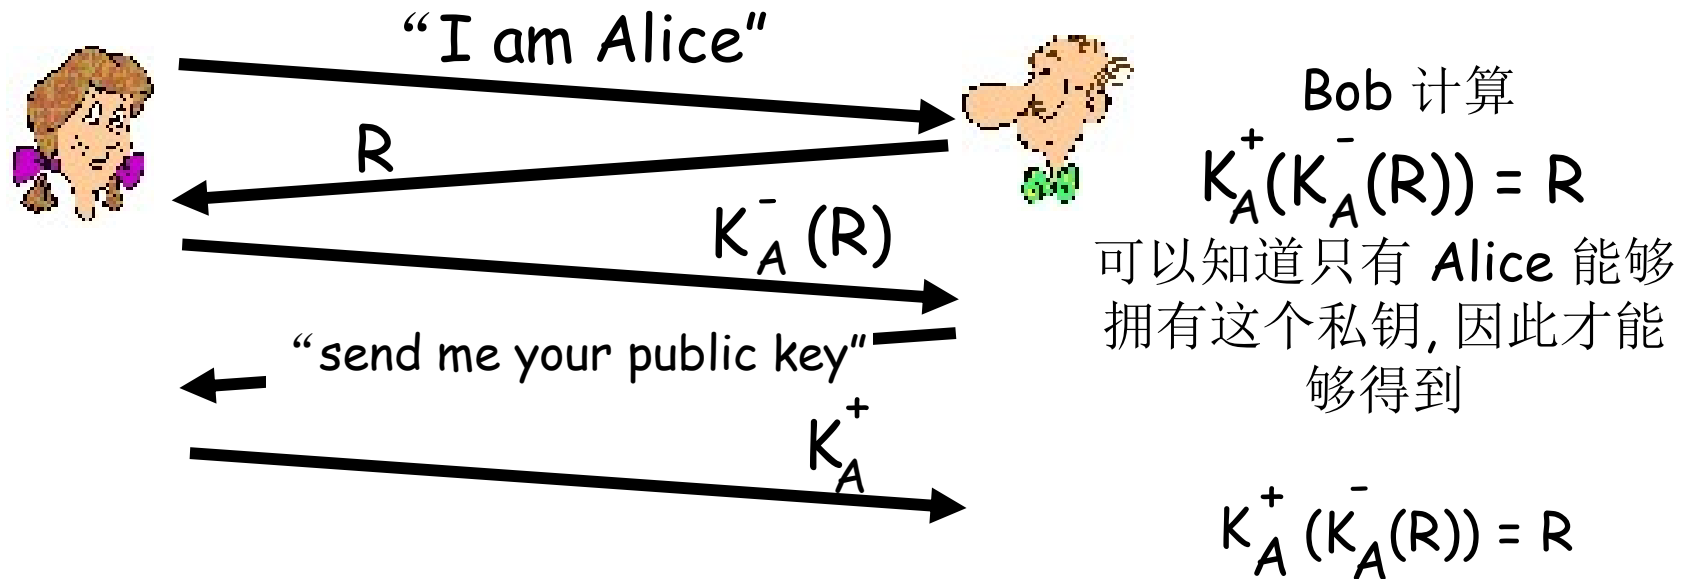 “I am Alice”
R
K_A^- (R)
“send me your public key”
K_A^+
Bob 计算
K_A^+(K_A^-(R)) = R
可以知道只有 Alice 能够
拥有这个私钥, 因此才能
够得到
K_A^+ (K_A^-(R)) = R